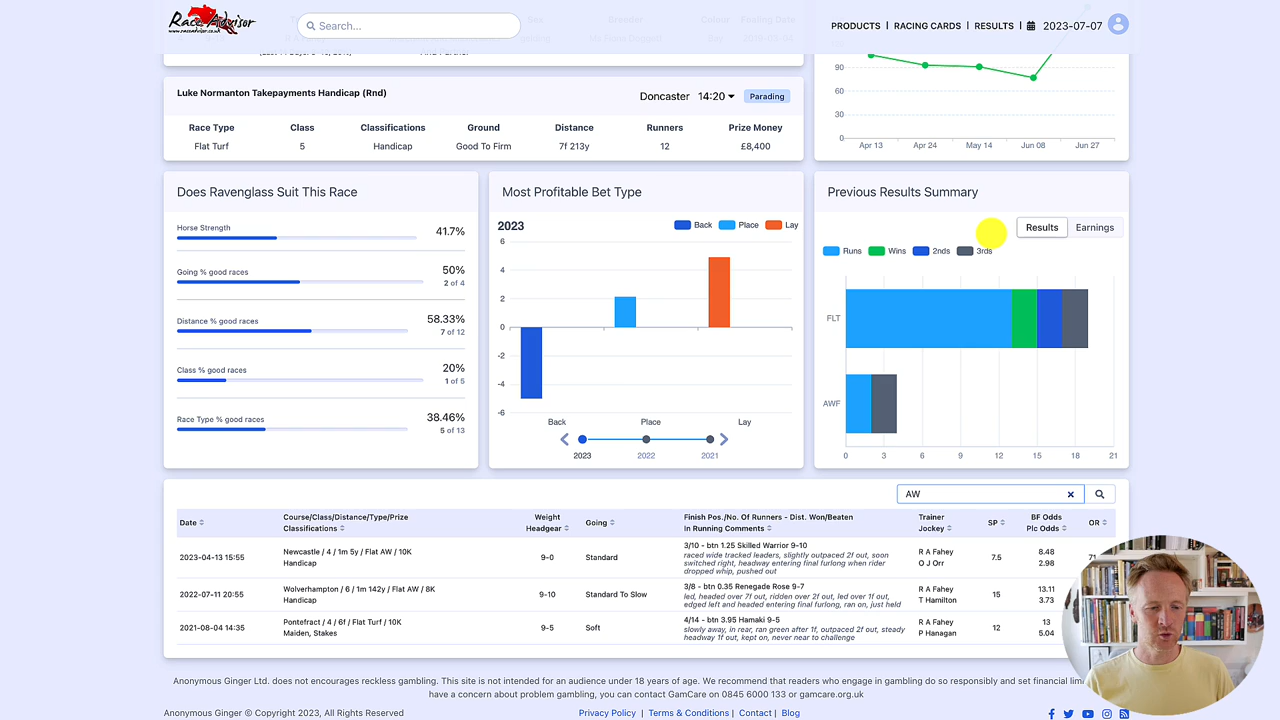 Race Advisor
www.raceadvisor.co.uk
Search...
PRODUCTS | RACING CARDS | RESULTS | 2023-07-07
Sex
Breeder
Colour
Foaling Date
Luke Normanton Takepayments Handicap (Rnd)
Doncaster 14:20 Parading
Race Type Class Classifications Ground Distance Runners Prize Money
Flat Turf 5 Handicap Good To Firm 7f 213y 12 £8,400
90
60
30
0
Apr 13 Apr 24 May 14 Jun 08 Jun 27
Does Ravenglass Suit This Race
Horse Strength 41.7%
Going % good races 50%
2 of 4
Distance % good races 58.33%
7 of 12
Class % good races 20%
1 of 5
Race Type % good races 38.46%
5 of 13
Most Profitable Bet Type
2023 Back Place Lay
6
4
2
0
-2
-4
-6
Back Place Lay
2023 2022 2021
Previous Results Summary
Results Earnings
Runs Wins 2nds 3rds
FLT
AWF
0 3 6 9 12 15 18 21
AW
Date
Course/Class/Distance/Type/Prize
Classifications
Weight
Headgear
Going
Finish Pos./No. Of Runners - Dist. Won/Beaten
In Running Comments
Trainer
Jockey
SP
BF Odds
Plc Odds
OR
2023-04-13 15:55
Newcastle / 4 / 1m 5y / Flat AW / 10K
Handicap
9-0
Standard
3/10 - btn 1.25 Skilled Warrior 9-10
raced wide tracked leaders, slightly outpaced 2f out, soon
switched right, headway entering final furlong when rider
dropped whip, pushed out
R A Fahey
O J Orr
7.5
8.48
2.98
2022-07-11 20:55
Wolverhampton / 6 / 1m 142y / Flat AW / 8K
Handicap
9-10
Standard To Slow
3/8 - btn 0.35 Renegade Rose 9-7
led, headed over 7f out, ridden over 2f out, led over 1f out,
edged left and headed entering final furlong, ran on, just held
R A Fahey
T Hamilton
15
13.11
3.73
2021-08-04 14:35
Pontefract / 4 / 6f / Flat Turf / 10K
Maiden, Stakes
9-5
Soft
4/14 - btn 3.95 Hamaki 9-5
slowly away, in rear, ran green after 1f, outpaced 2f out, steady
headway 1f out, kept on, never near to challenge
R A Fahey
P Hanagan
12
13
5.04
Anonymous Ginger Ltd. does not encourages reckless gambling. This site is not intended for an audience under 18 years of age. We recommend that readers who engage in gambling do so responsibly and set financial
have a concern about problem gambling, you can contact GamCare on 0845 6000 133 or gamcare.org.uk
Anonymous Ginger © Copyright 2023, All Rights Reserved
Privacy Policy | Terms & Conditions | Contact | Blog